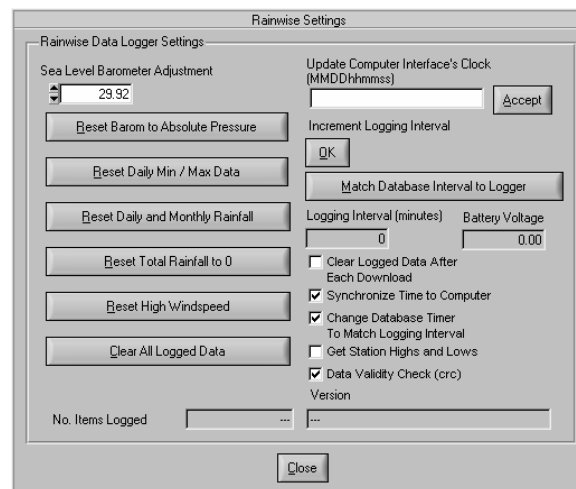 Rainwise Settings
Rainwise Data Logger Settings
Sea Level Barometer Adjustment
29.92
Reset Barom to Absolute Pressure
Reset Daily Min / Max Data
Reset Daily and Monthly Rainfall
Reset Total Rainfall to 0
Reset High Windspeed
Clear All Logged Data
Update Computer Interface's Clock
(MMDDhhmmss)
Accept
Increment Logging Interval
OK
Match Database Interval to Logger
Logging Interval (minutes) Battery Voltage
0 0.00
Clear Logged Data After
Each Download
Synchronize Time to Computer
Change Database Timer
To Match Logging Interval
Get Station Highs and Lows
Data Validity Check (crc)
Version
No. Items Logged --- ---
Close